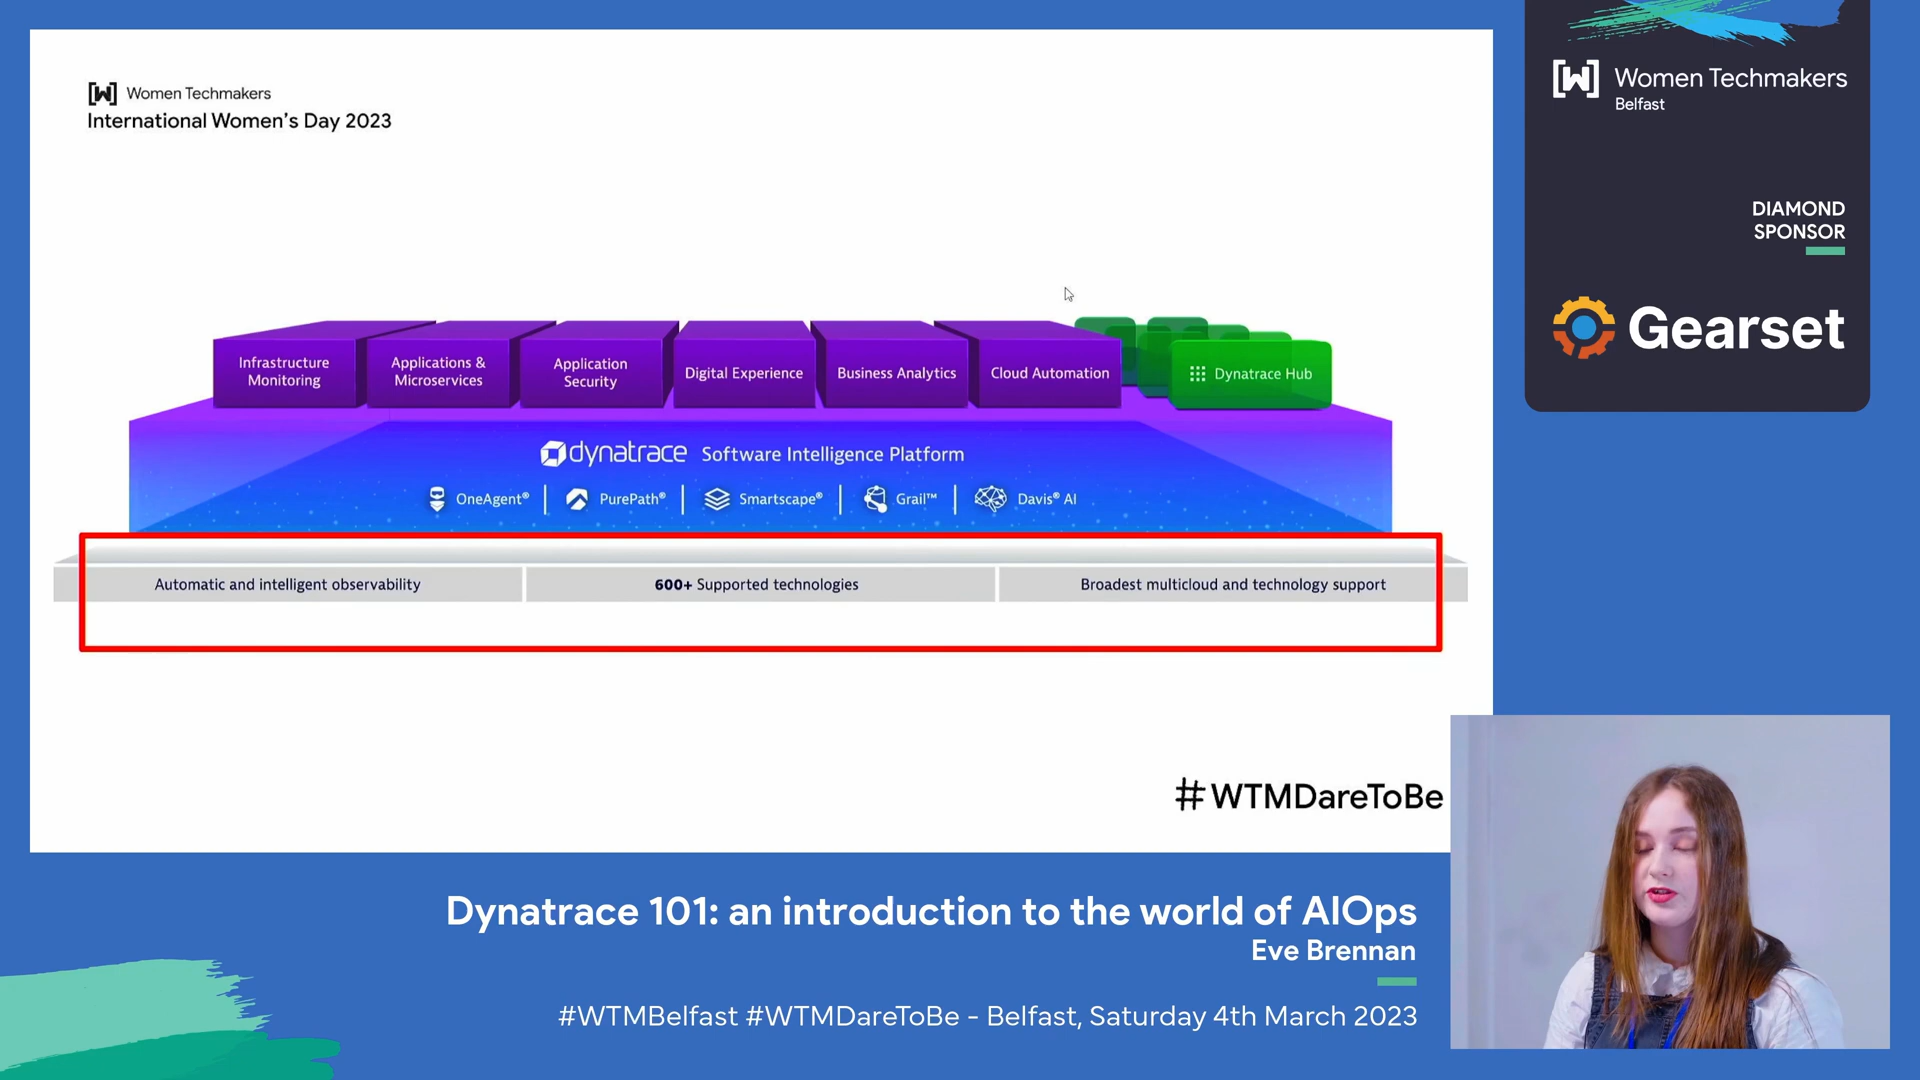 Women Techmakers
International Women's Day 2023
Infrastructure
Monitoring
Applications &
Microservices
Application
Security
Digital Experience
Business Analytics
Cloud Automation
Dynatrace Hub
dynatrace Software Intelligence Platform
OneAgent®
PurePath®
Smartscape®
Grail™
Davis® AI
Automatic and intelligent observability
600+ Supported technologies
Broadest multicloud and technology support
#WTMDareToBe
Women Techmakers
Belfast
DIAMOND
SPONSOR
Gearset
Dynatrace 101: an introduction to the world of AIOps
Eve Brennan
#WTMBelfast #WTMDareToBe - Belfast, Saturday 4th March 2023